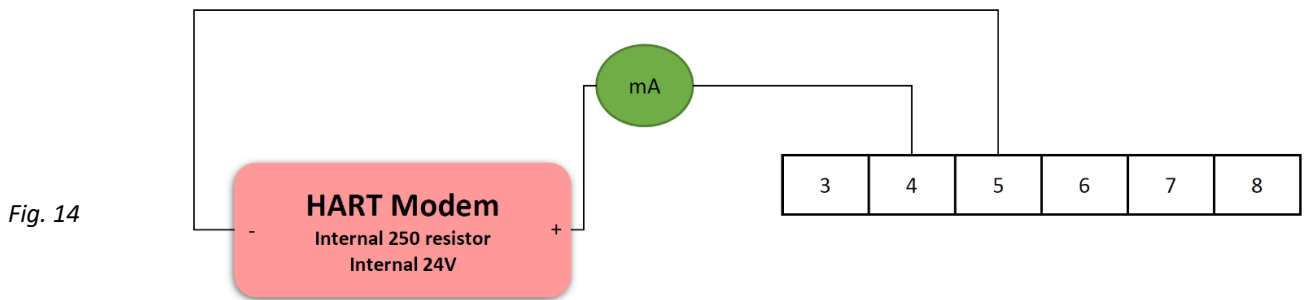 mA
3 4 5 6 7 8
Fig. 14
HART Modem
- Internal 250 resistor +
Internal 24V